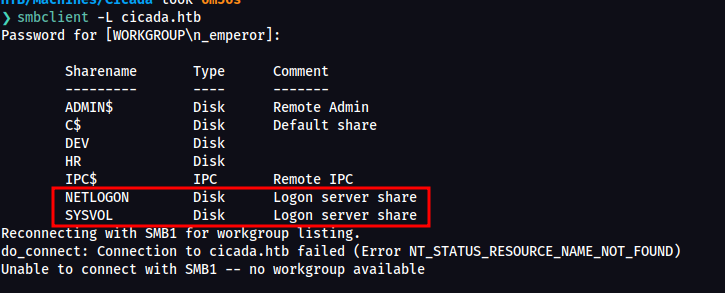 HTB/Machines/Cicada took 6m30s
❯ smbclient -L cicada.htb
Password for [WORKGROUP\n_emperor]:
Sharename Type Comment
--------- ---- -------
ADMIN$ Disk Remote Admin
C$ Disk Default share
DEV Disk
HR Disk
IPC$ IPC Remote IPC
NETLOGON Disk Logon server share
SYSVOL Disk Logon server share
Reconnecting with SMB1 for workgroup listing.
do_connect: Connection to cicada.htb failed (Error NT_STATUS_RESOURCE_NAME_NOT_FOUND)
Unable to connect with SMB1 -- no workgroup available